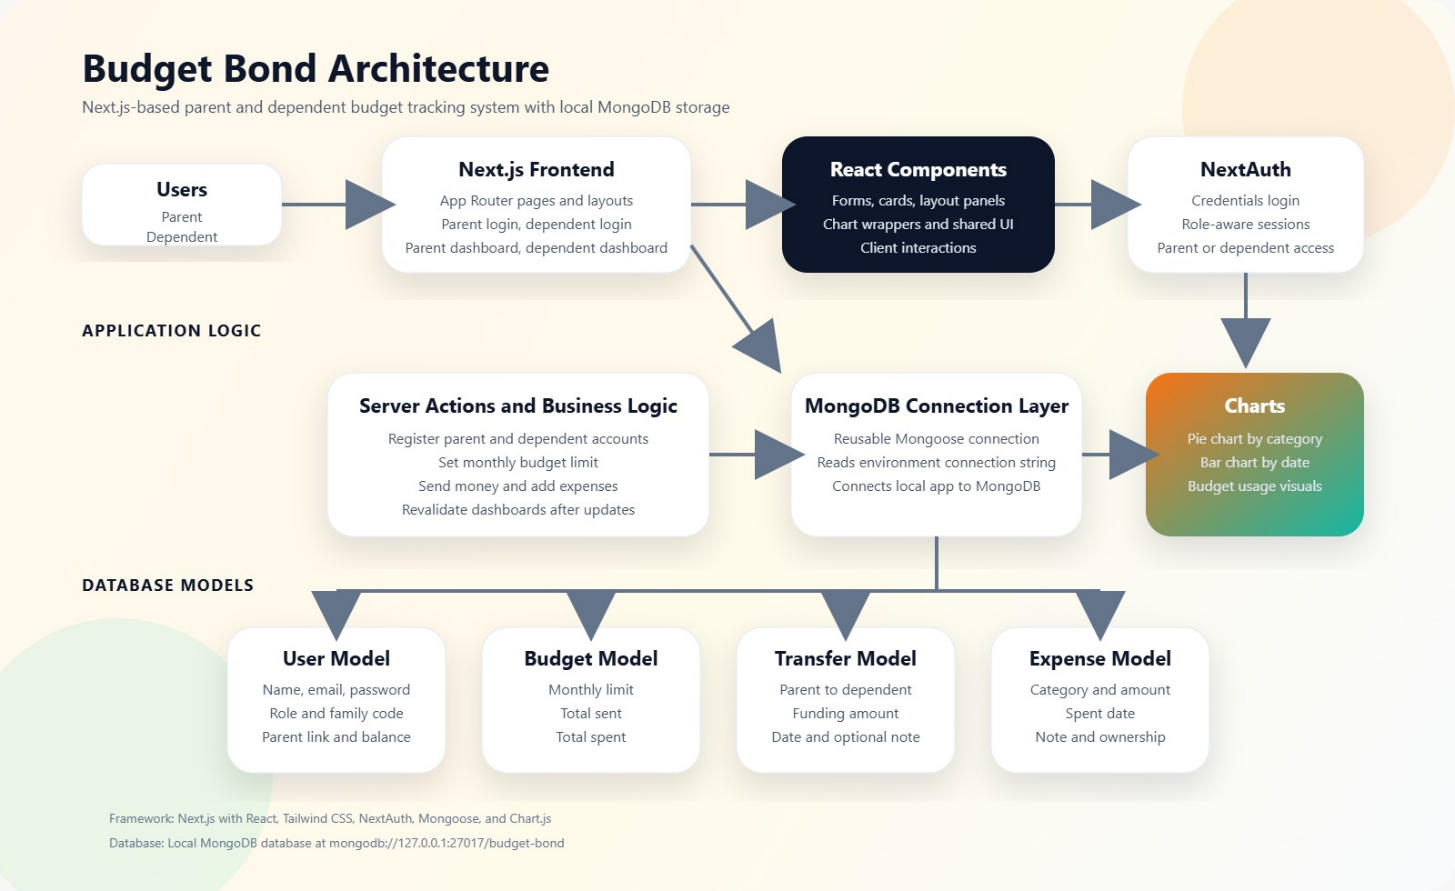 Budget Bond Architecture
Next.js-based parent and dependent budget tracking system with local MongoDB storage
Users
Parent
Dependent
Next.js Frontend
App Router pages and layouts
Parent login, dependent login
Parent dashboard, dependent dashboard
React Components
Forms, cards, layout panels
Chart wrappers and shared UI
Client interactions
NextAuth
Credentials login
Role-aware sessions
Parent or dependent access
APPLICATION LOGIC
Server Actions and Business Logic
Register parent and dependent accounts
Set monthly budget limit
Send money and add expenses
Revalidate dashboards after updates
MongoDB Connection Layer
Reusable Mongoose connection
Reads environment connection string
Connects local app to MongoDB
Charts
Pie chart by category
Bar chart by date
Budget usage visuals
DATABASE MODELS
User Model
Name, email, password
Role and family code
Parent link and balance
Budget Model
Monthly limit
Total sent
Total spent
Transfer Model
Parent to dependent
Funding amount
Date and optional note
Expense Model
Category and amount
Spent date
Note and ownership
Framework: Next.js with React, Tailwind CSS, NextAuth, Mongoose, and Chart.js
Database: Local MongoDB database at mongodb://127.0.0.1:27017/budget-bond